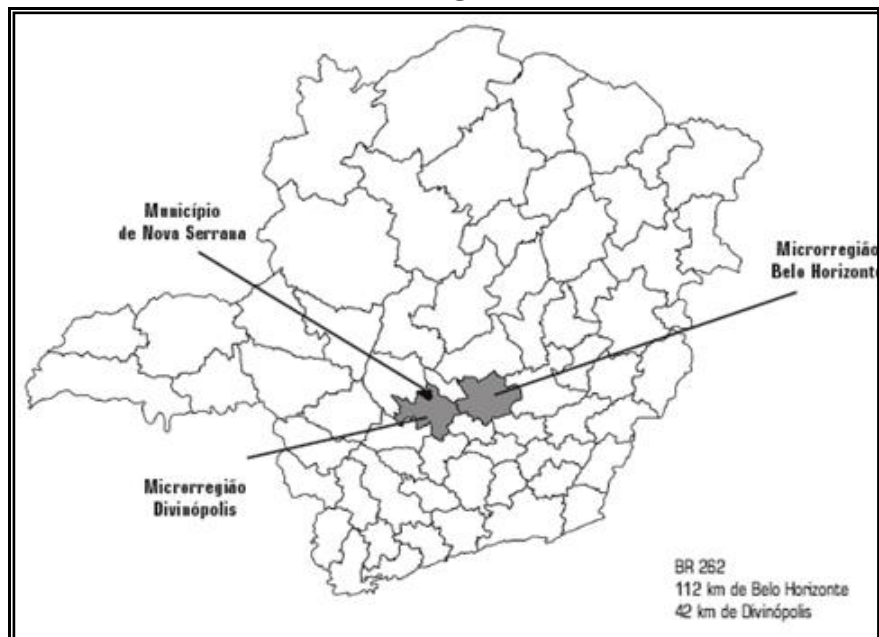 Município
de Nova Serrana
Microrregião
Belo Horizonte
Microrregião
Divinópolis
BR 262
112 km de Belo Horizonte
42 km de Divinópolis